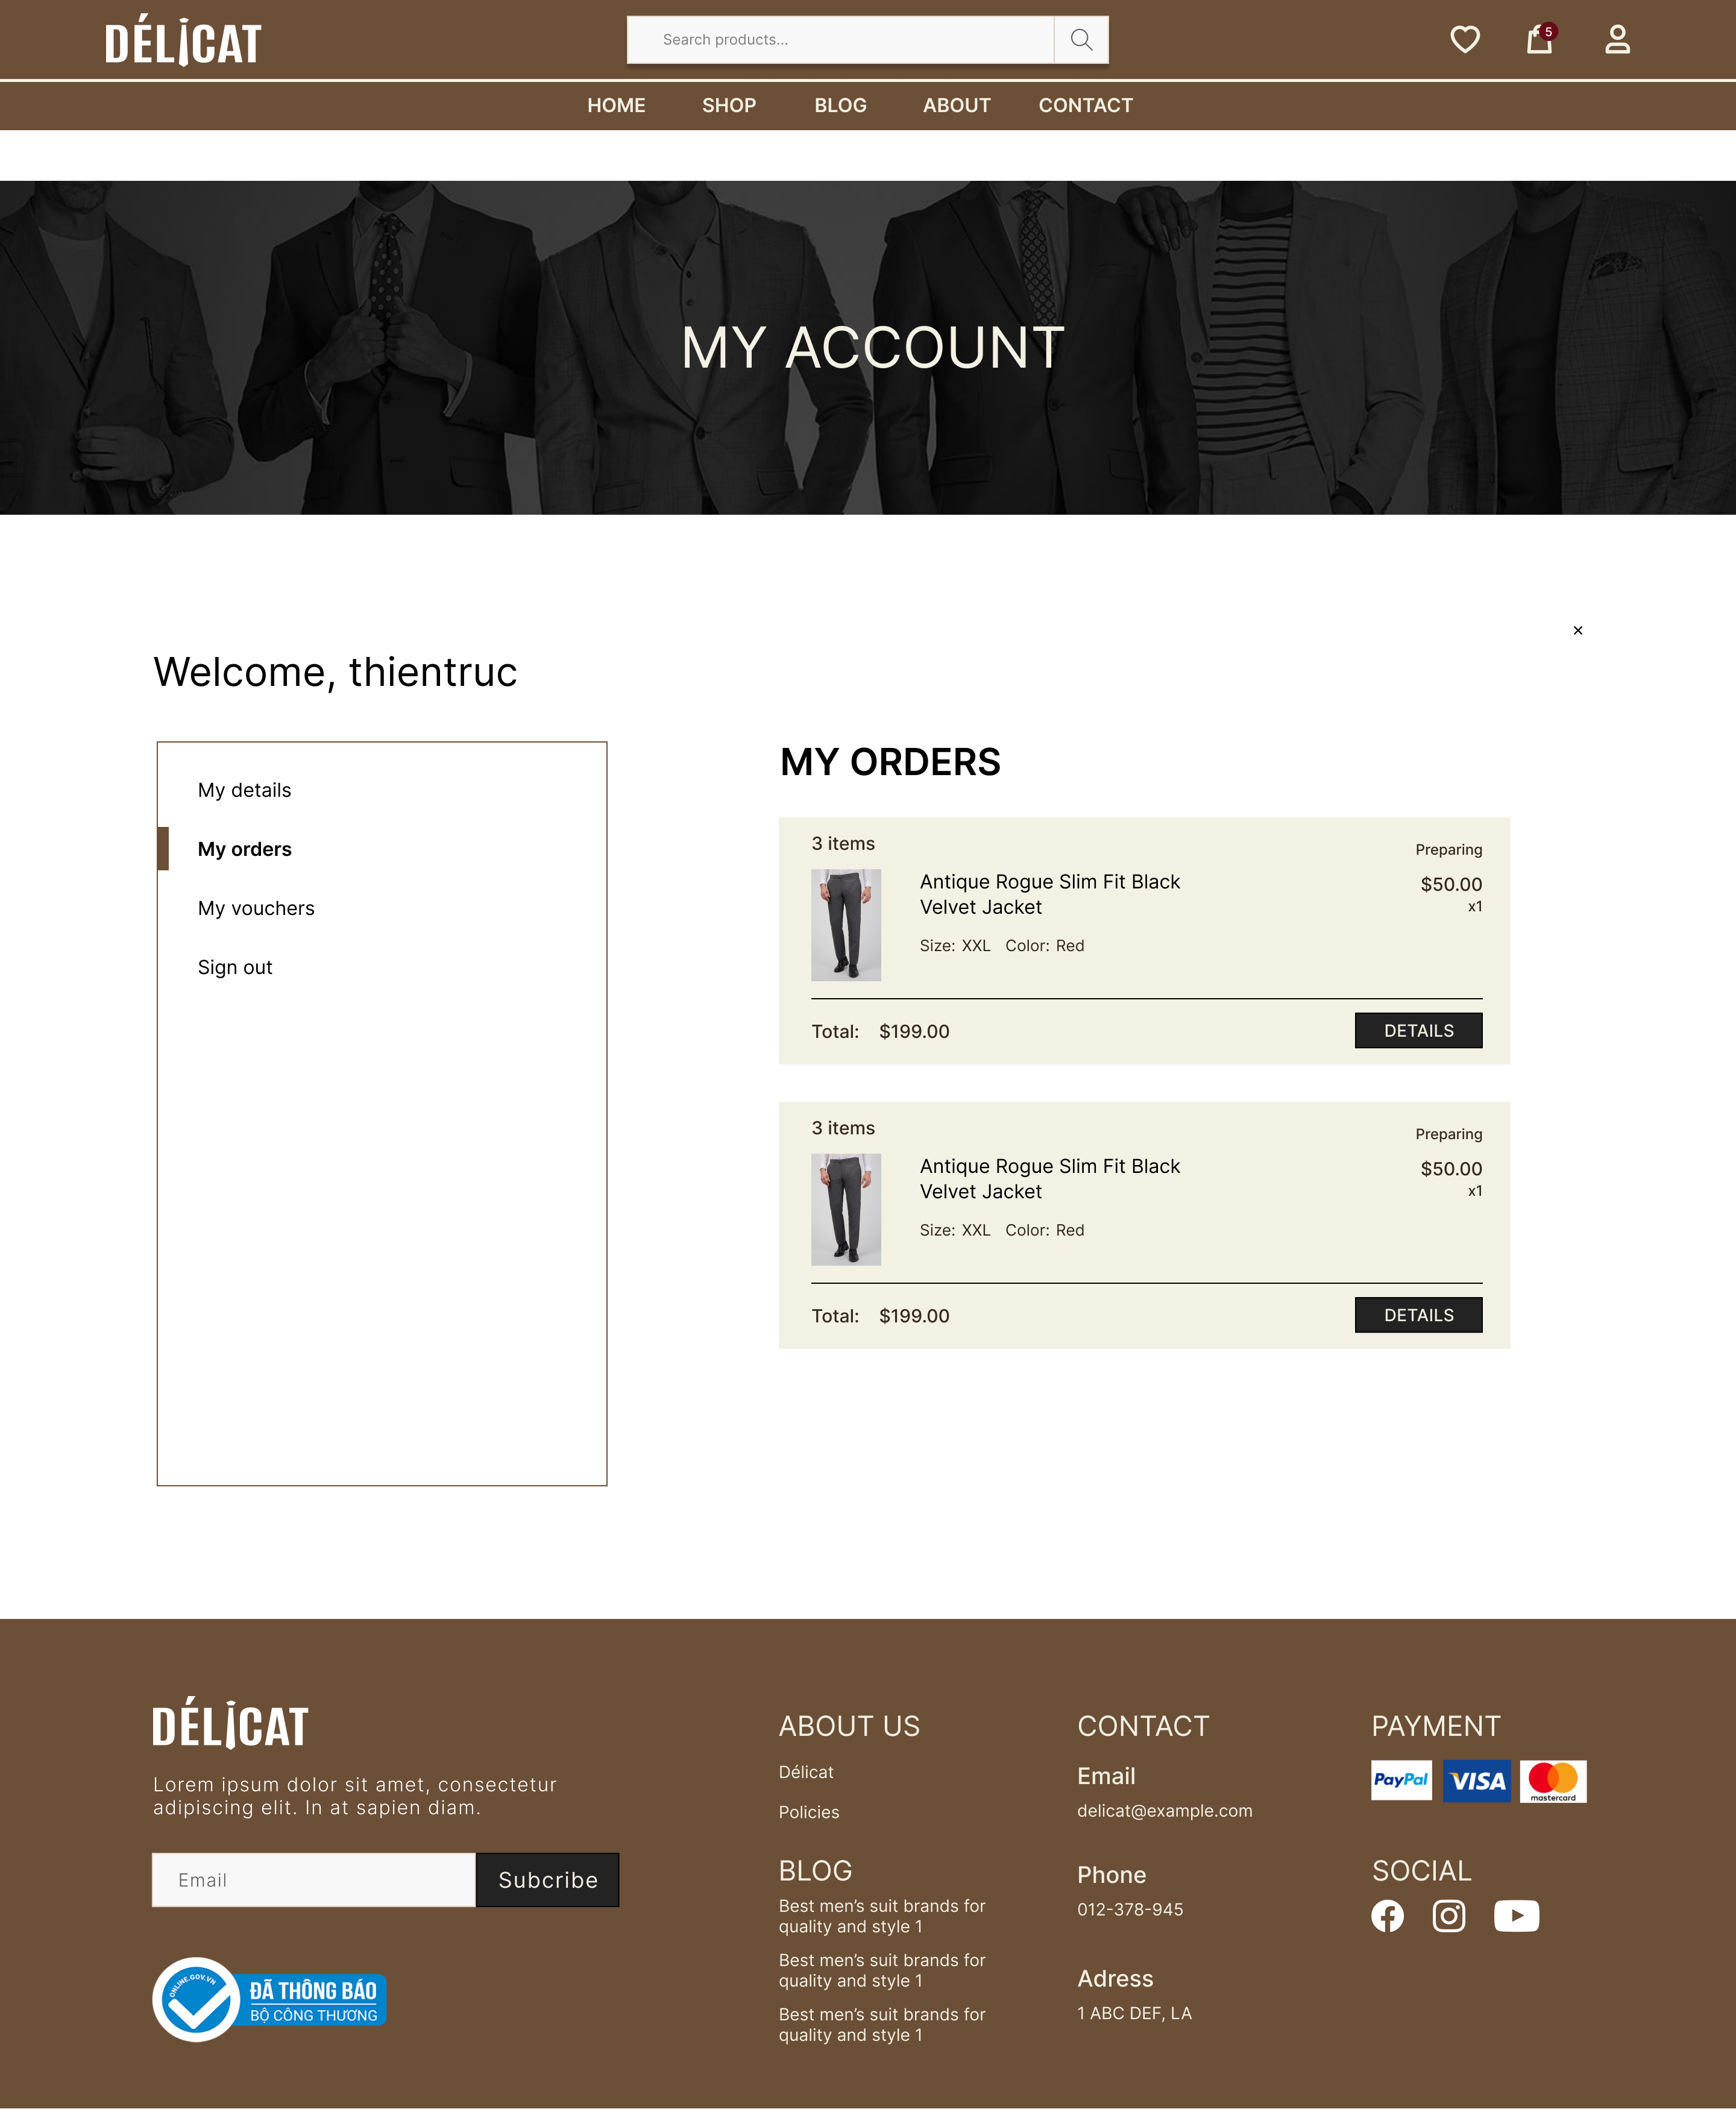 DÉLICAT
Search products...
5
HOME SHOP BLOG ABOUT CONTACT
MY ACCOUNT
×
Welcome, thientruc
My details
My orders
My vouchers
Sign out
MY ORDERS
3 items
Preparing
Antique Rogue Slim Fit Black
Velvet Jacket
$50.00
x1
Size: XXL Color: Red
Total: $199.00
DETAILS
3 items
Preparing
Antique Rogue Slim Fit Black
Velvet Jacket
$50.00
x1
Size: XXL Color: Red
Total: $199.00
DETAILS
DÉLICAT
Lorem ipsum dolor sit amet, consectetur
adipiscing elit. In at sapien diam.
Email
Subcribe
ONLINE.GOV.VN
ĐÃ THÔNG BÁO
BỘ CÔNG THƯƠNG
ABOUT US
Délicat
Policies
BLOG
Best men's suit brands for
quality and style 1
Best men's suit brands for
quality and style 1
Best men's suit brands for
quality and style 1
CONTACT
Email
delicat@example.com
Phone
012-378-945
Adress
1 ABC DEF, LA
PAYMENT
PayPal
VISA
mastercard
SOCIAL